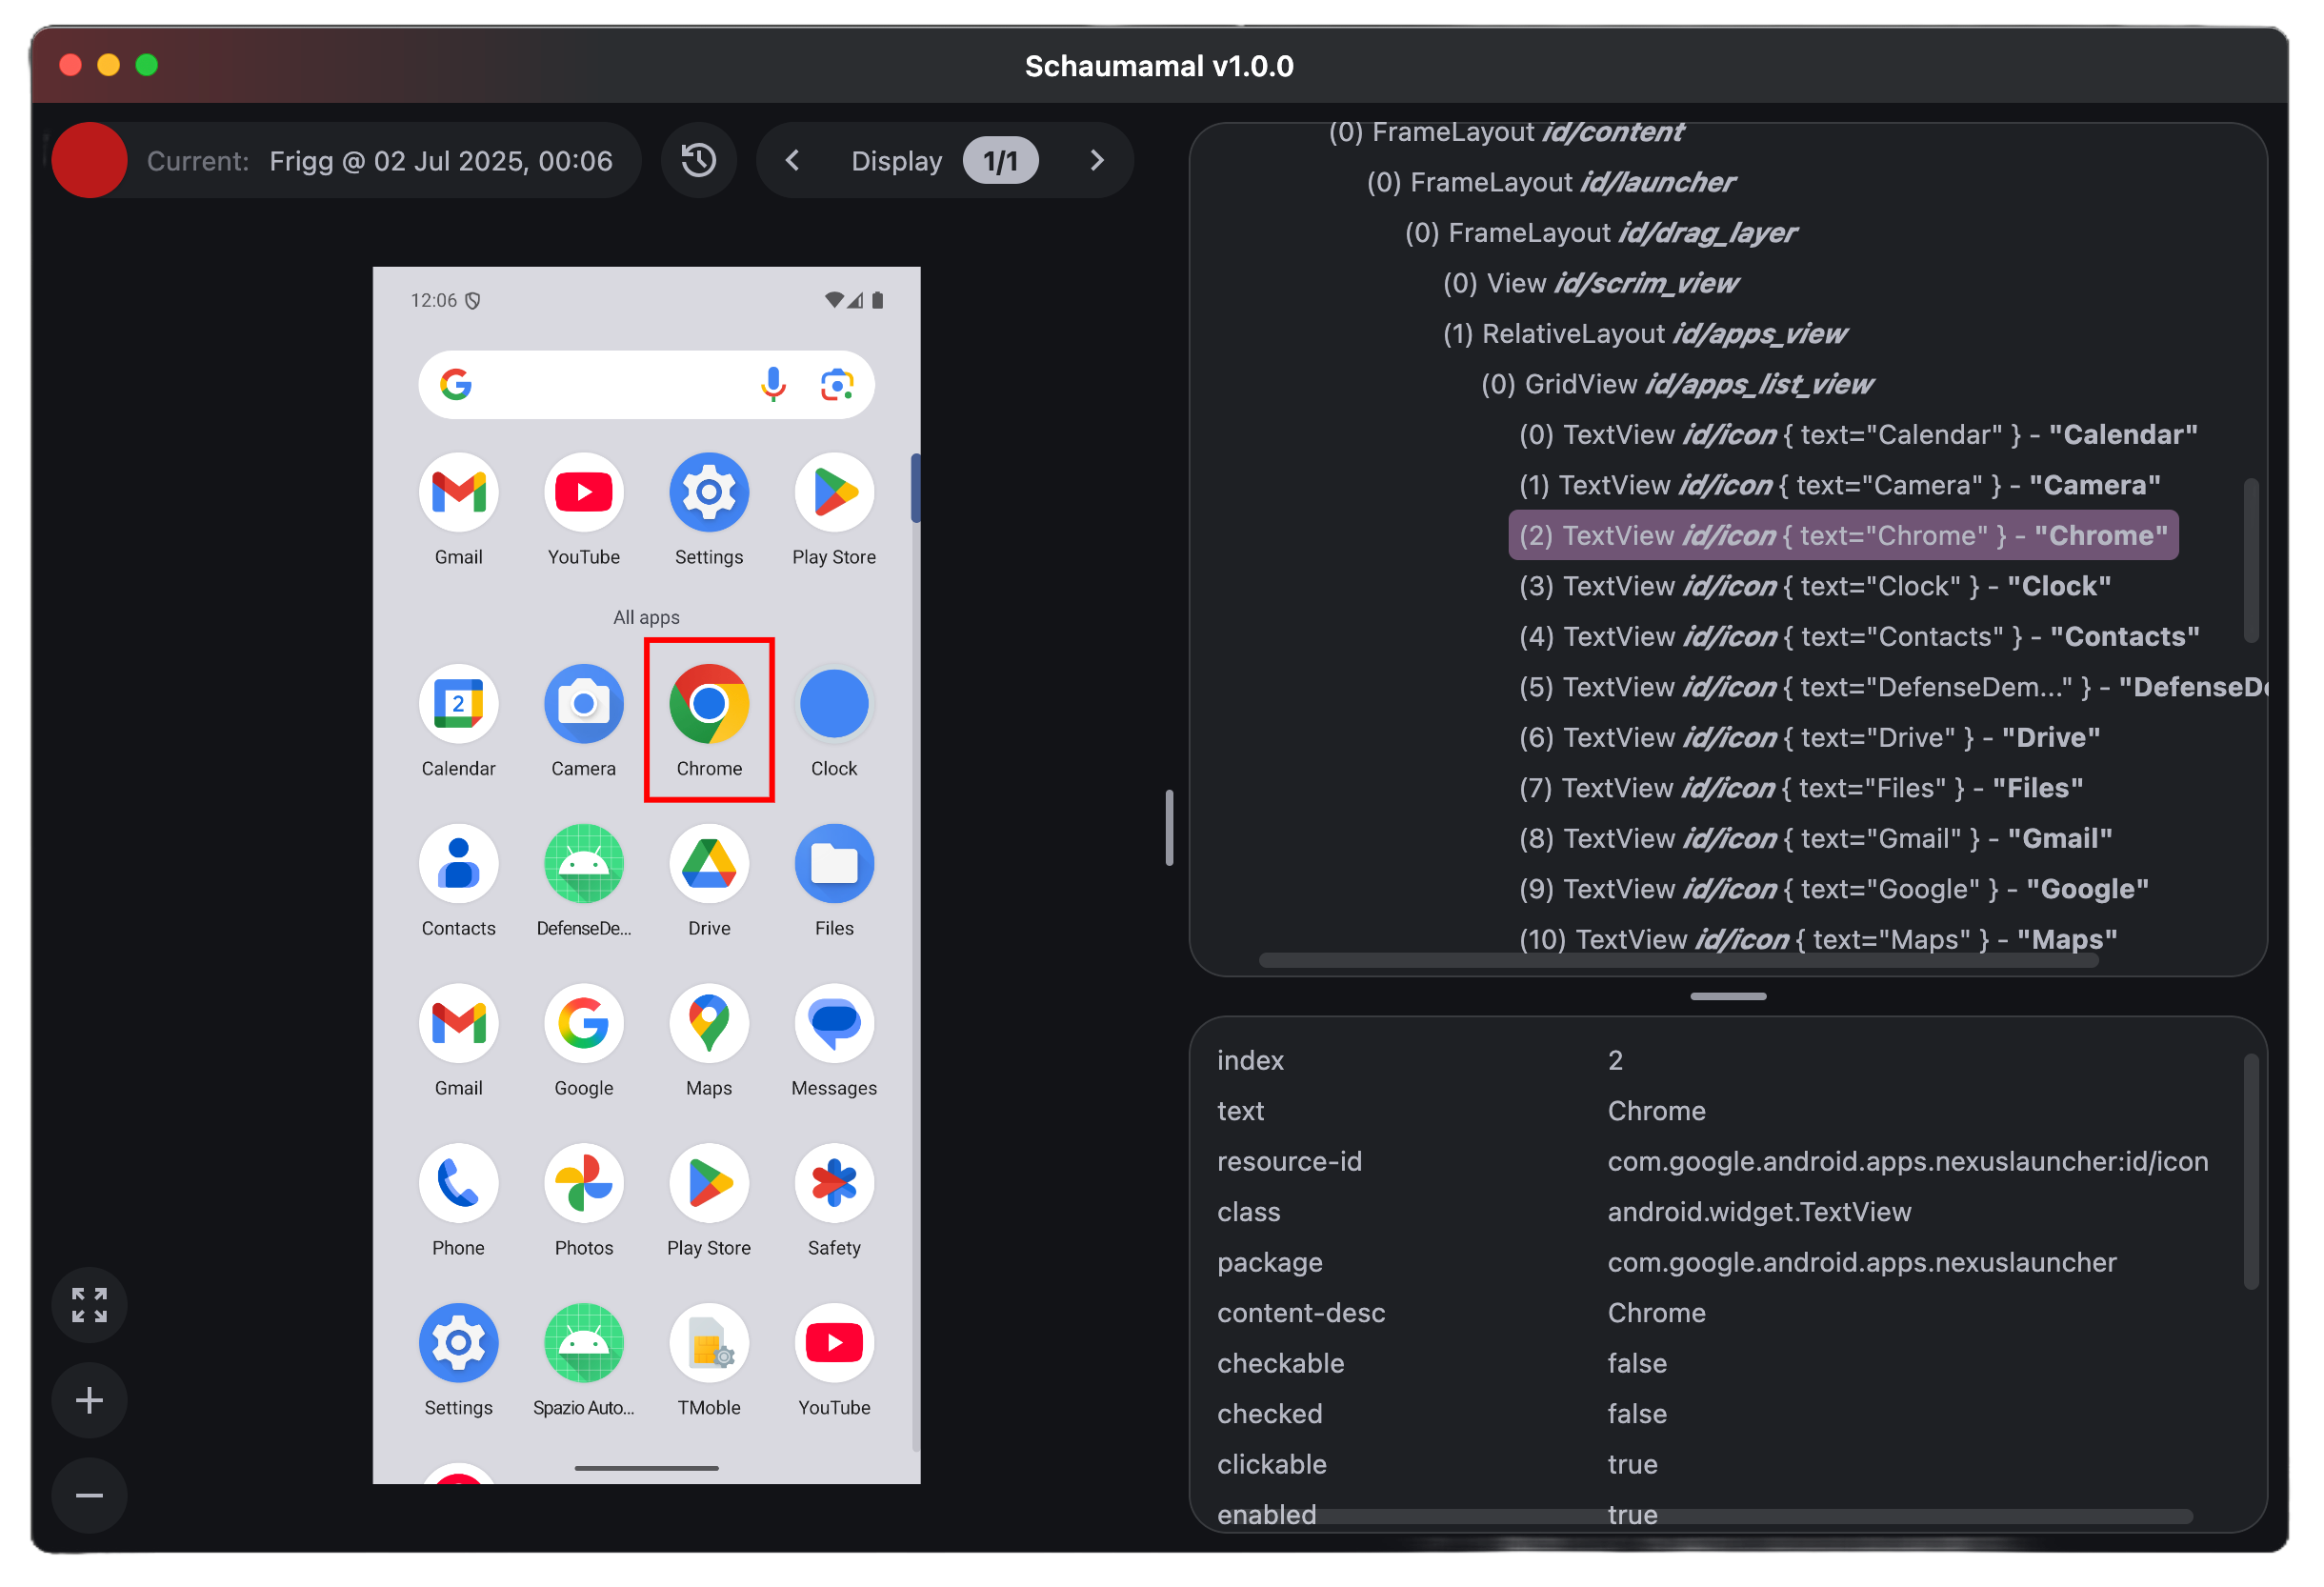 Schaumamal v1.0.0
Current: Frigg @ 02 Jul 2025, 00:06
Display 1/1
12:06
Gmail YouTube Settings Play Store
All apps
Calendar Camera Chrome Clock
2
Contacts DefenseDe... Drive Files
Gmail Google Maps Messages
Phone Photos Play Store Safety
Settings Spazio Auto... TMoble YouTube
(0) FrameLayout id/content
(0) FrameLayout id/launcher
(0) FrameLayout id/drag_layer
(0) View id/scrim_view
(1) RelativeLayout id/apps_view
(0) GridView id/apps_list_view
(0) TextView id/icon { text="Calendar" } - "Calendar"
(1) TextView id/icon { text="Camera" } - "Camera"
(2) TextView id/icon { text="Chrome" } - "Chrome"
(3) TextView id/icon { text="Clock" } - "Clock"
(4) TextView id/icon { text="Contacts" } - "Contacts"
(5) TextView id/icon { text="DefenseDem..." } - "DefenseDe
(6) TextView id/icon { text="Drive" } - "Drive"
(7) TextView id/icon { text="Files" } - "Files"
(8) TextView id/icon { text="Gmail" } - "Gmail"
(9) TextView id/icon { text="Google" } - "Google"
(10) TextView id/icon { text="Maps" } - "Maps"
index 2
text Chrome
resource-id com.google.android.apps.nexuslauncher:id/icon
class android.widget.TextView
package com.google.android.apps.nexuslauncher
content-desc Chrome
checkable false
checked false
clickable true
enabled true